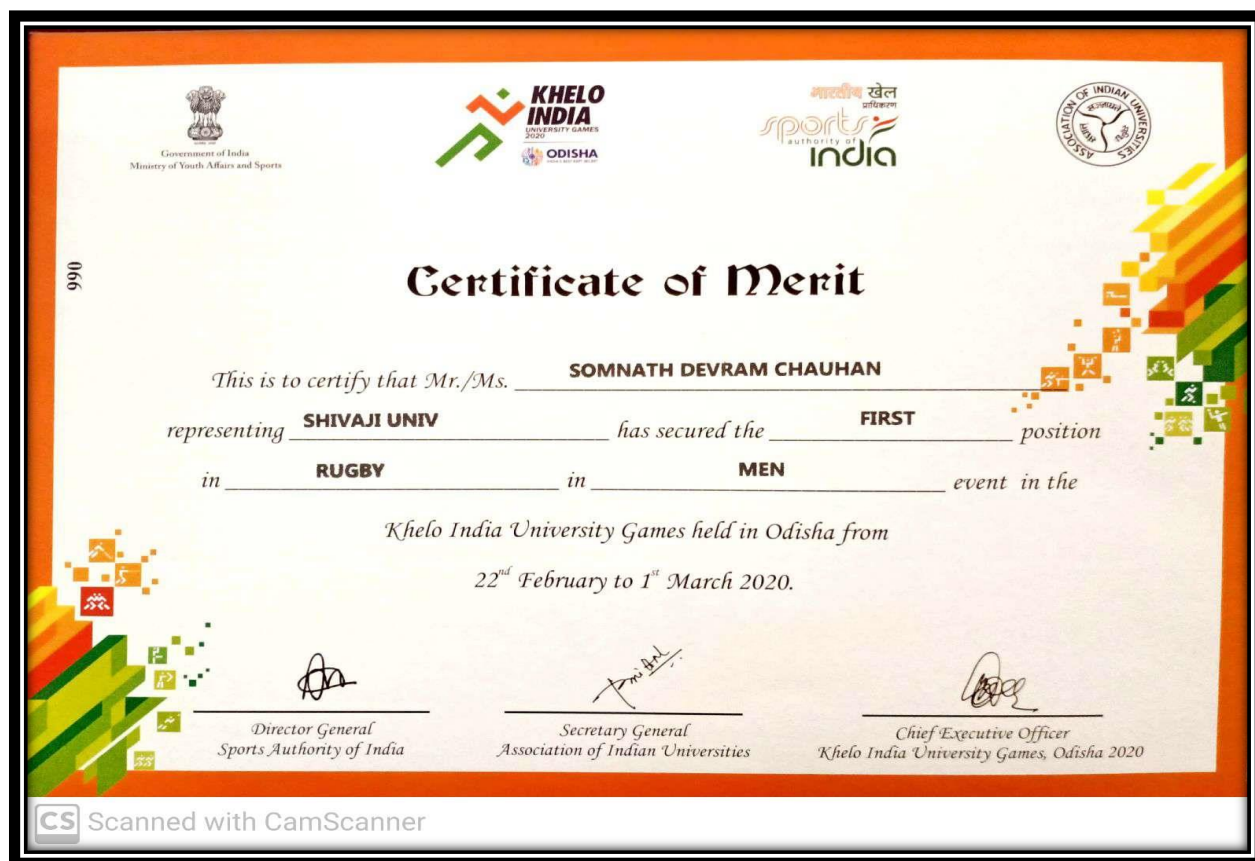 Government of India
Ministry of Youth Affairs and Sports
KHELO
INDIA
UNIVERSITY GAMES
2020
ODISHA
भारतीय खेल
प्राधिकरण
sports
authority of
india
ASSOCIATION OF INDIAN UNIVERSITIES
066
Certificate of Merit
This is to certify that Mr./Ms. SOMNATH DEVRAM CHAUHAN
representing SHIVAJI UNIV has secured the FIRST position
in RUGBY in MEN event in the
Khelo India University Games held in Odisha from
22nd February to 1st March 2020.
Director General
Sports Authority of India
Secretary General
Association of Indian Universities
Chief Executive Officer
Khelo India University Games, Odisha 2020
CS Scanned with CamScanner